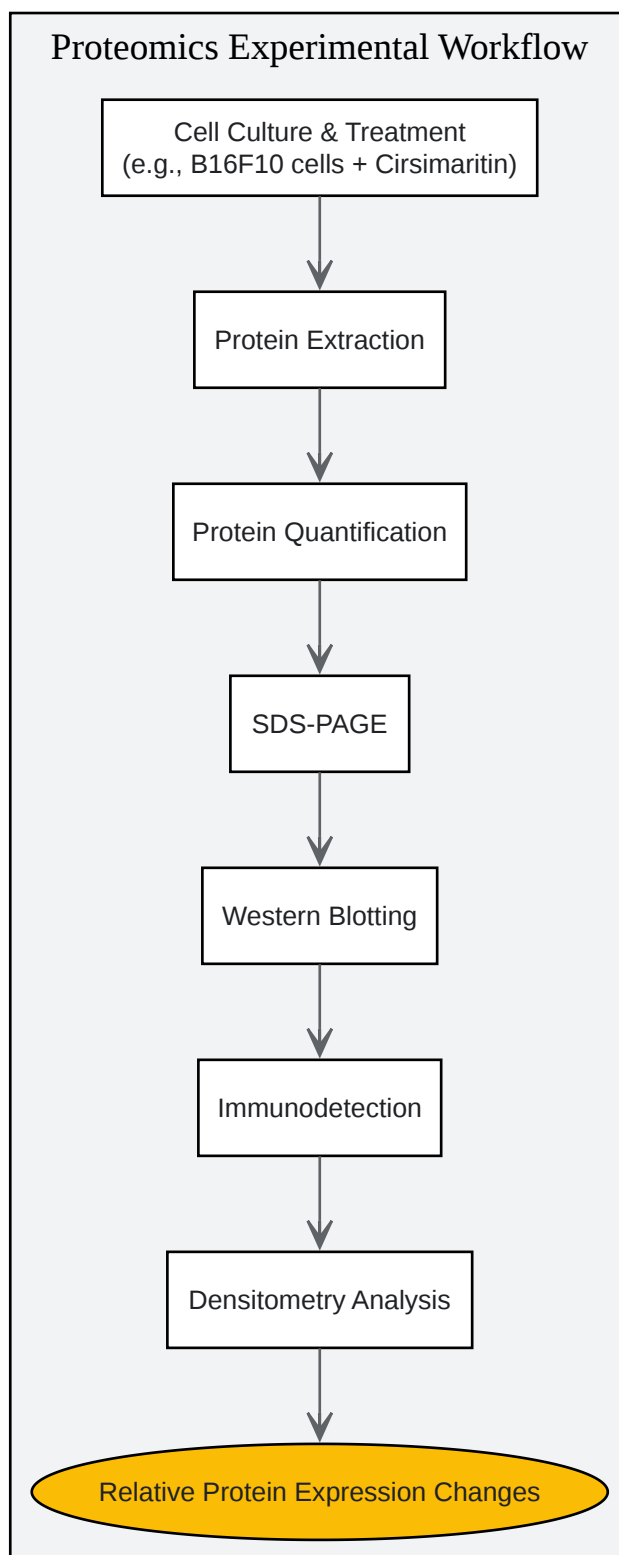 Proteomics Experimental Workflow
Cell Culture & Treatment
(e.g., B16F10 cells + Cirsimaritin)
Protein Extraction
Protein Quantification
SDS-PAGE
Western Blotting
Immunodetection
Densitometry Analysis
Relative Protein Expression Changes